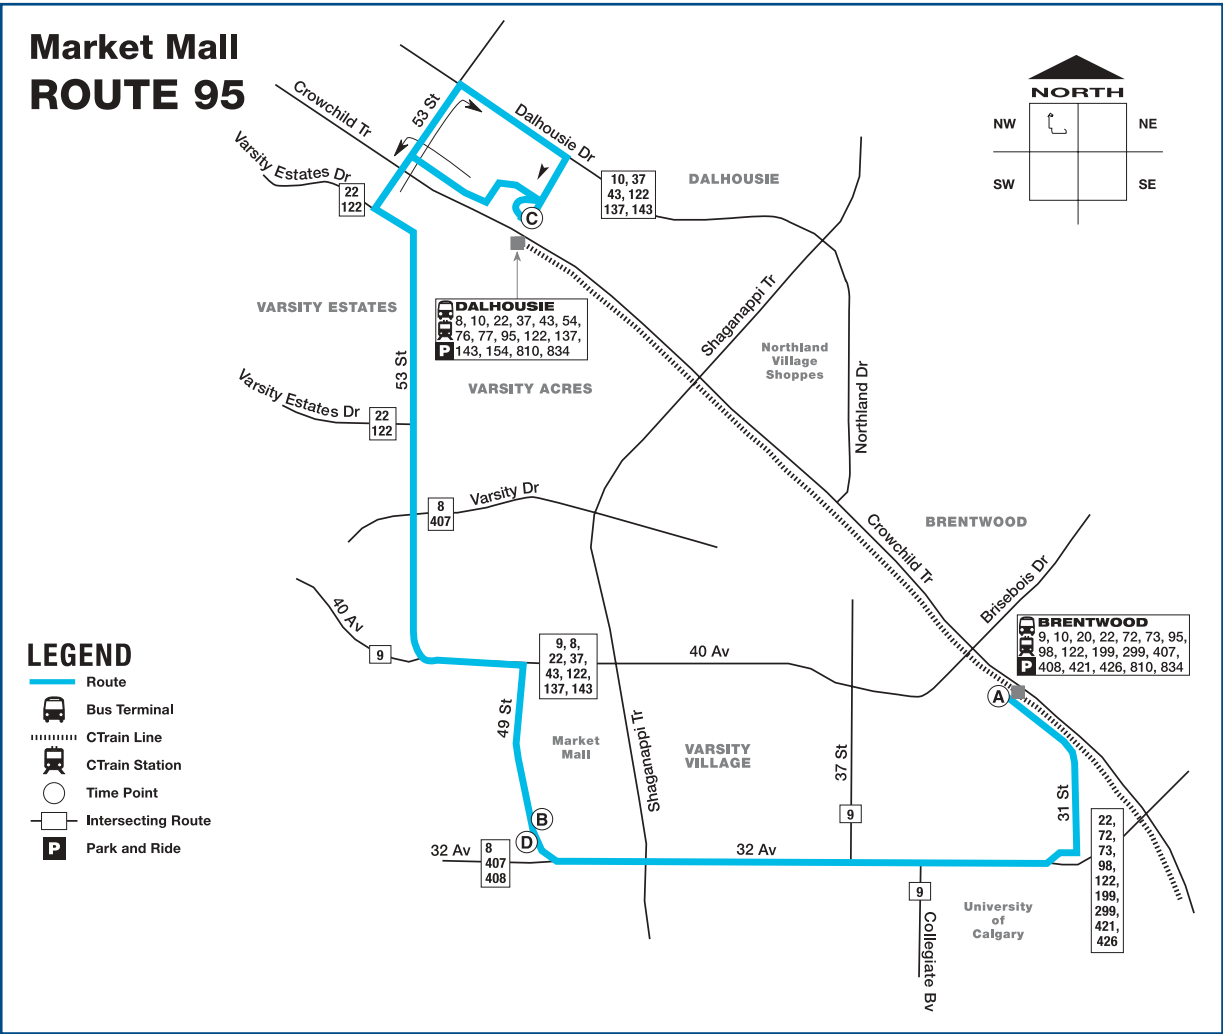 Market Mall
ROUTE 95
NORTH
NW
NE
SW
SE
Crowchild Tr
53 St
Dalhousie Dr
Varsity Estates Dr
22
122
10, 37
43, 122
137, 143
DALHOUSIE
C
VARSITY ESTATES
DALHOUSIE
8, 10, 22, 37, 43, 54,
76, 77, 95, 122, 137,
P
143, 154, 810, 834
Shaganappi Tr
Northland
Village
Shoppes
53 St
VARSITY ACRES
Northland Dr
Varsity Estates Dr
22
122
8
407
Varsity Dr
Crowchild Tr
BRENTWOOD
Brisebois Dr
40 Av
9
9, 8,
22, 37,
43, 122,
137, 143
40 Av
BRENTWOOD
9, 10, 20, 22, 72, 73, 95,
98, 122, 199, 299, 407,
P
408, 421, 426, 810, 834
A
49 St
Market
Mall
Shaganappi Tr
VARSITY
VILLAGE
37 St
9
31 St
B
D
32 Av
8
407
408
32 Av
22,
72,
73,
98,
122,
199,
299,
421,
426
9
Collegiate Bv
University
of
Calgary
LEGEND
Route
Bus Terminal
CTrain Line
CTrain Station
Time Point
Intersecting Route
P
Park and Ride